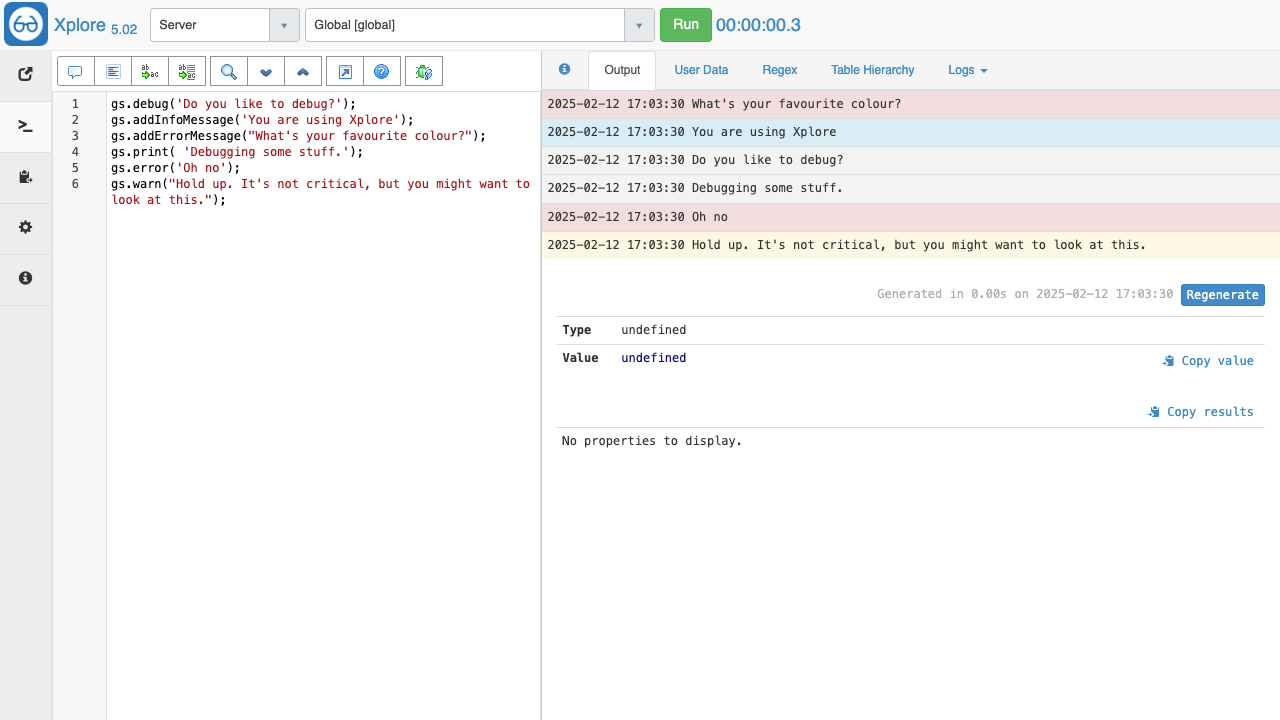 Xplore 5.02 Server Global [global] Run 00:00:00.3
Output User Data Regex Table Hierarchy Logs
1 gs.debug('Do you like to debug?');
2 gs.addInfoMessage('You are using Xplore');
3 gs.addErrorMessage("What's your favourite colour?");
4 gs.print( 'Debugging some stuff.');
5 gs.error('Oh no');
6 gs.warn("Hold up. It's not critical, but you might want to
look at this.");
2025-02-12 17:03:30 What's your favourite colour?
2025-02-12 17:03:30 You are using Xplore
2025-02-12 17:03:30 Do you like to debug?
2025-02-12 17:03:30 Debugging some stuff.
2025-02-12 17:03:30 Oh no
2025-02-12 17:03:30 Hold up. It's not critical, but you might want to look at this.
Generated in 0.00s on 2025-02-12 17:03:30 Regenerate
Type undefined
Value undefined Copy value
Copy results
No properties to display.